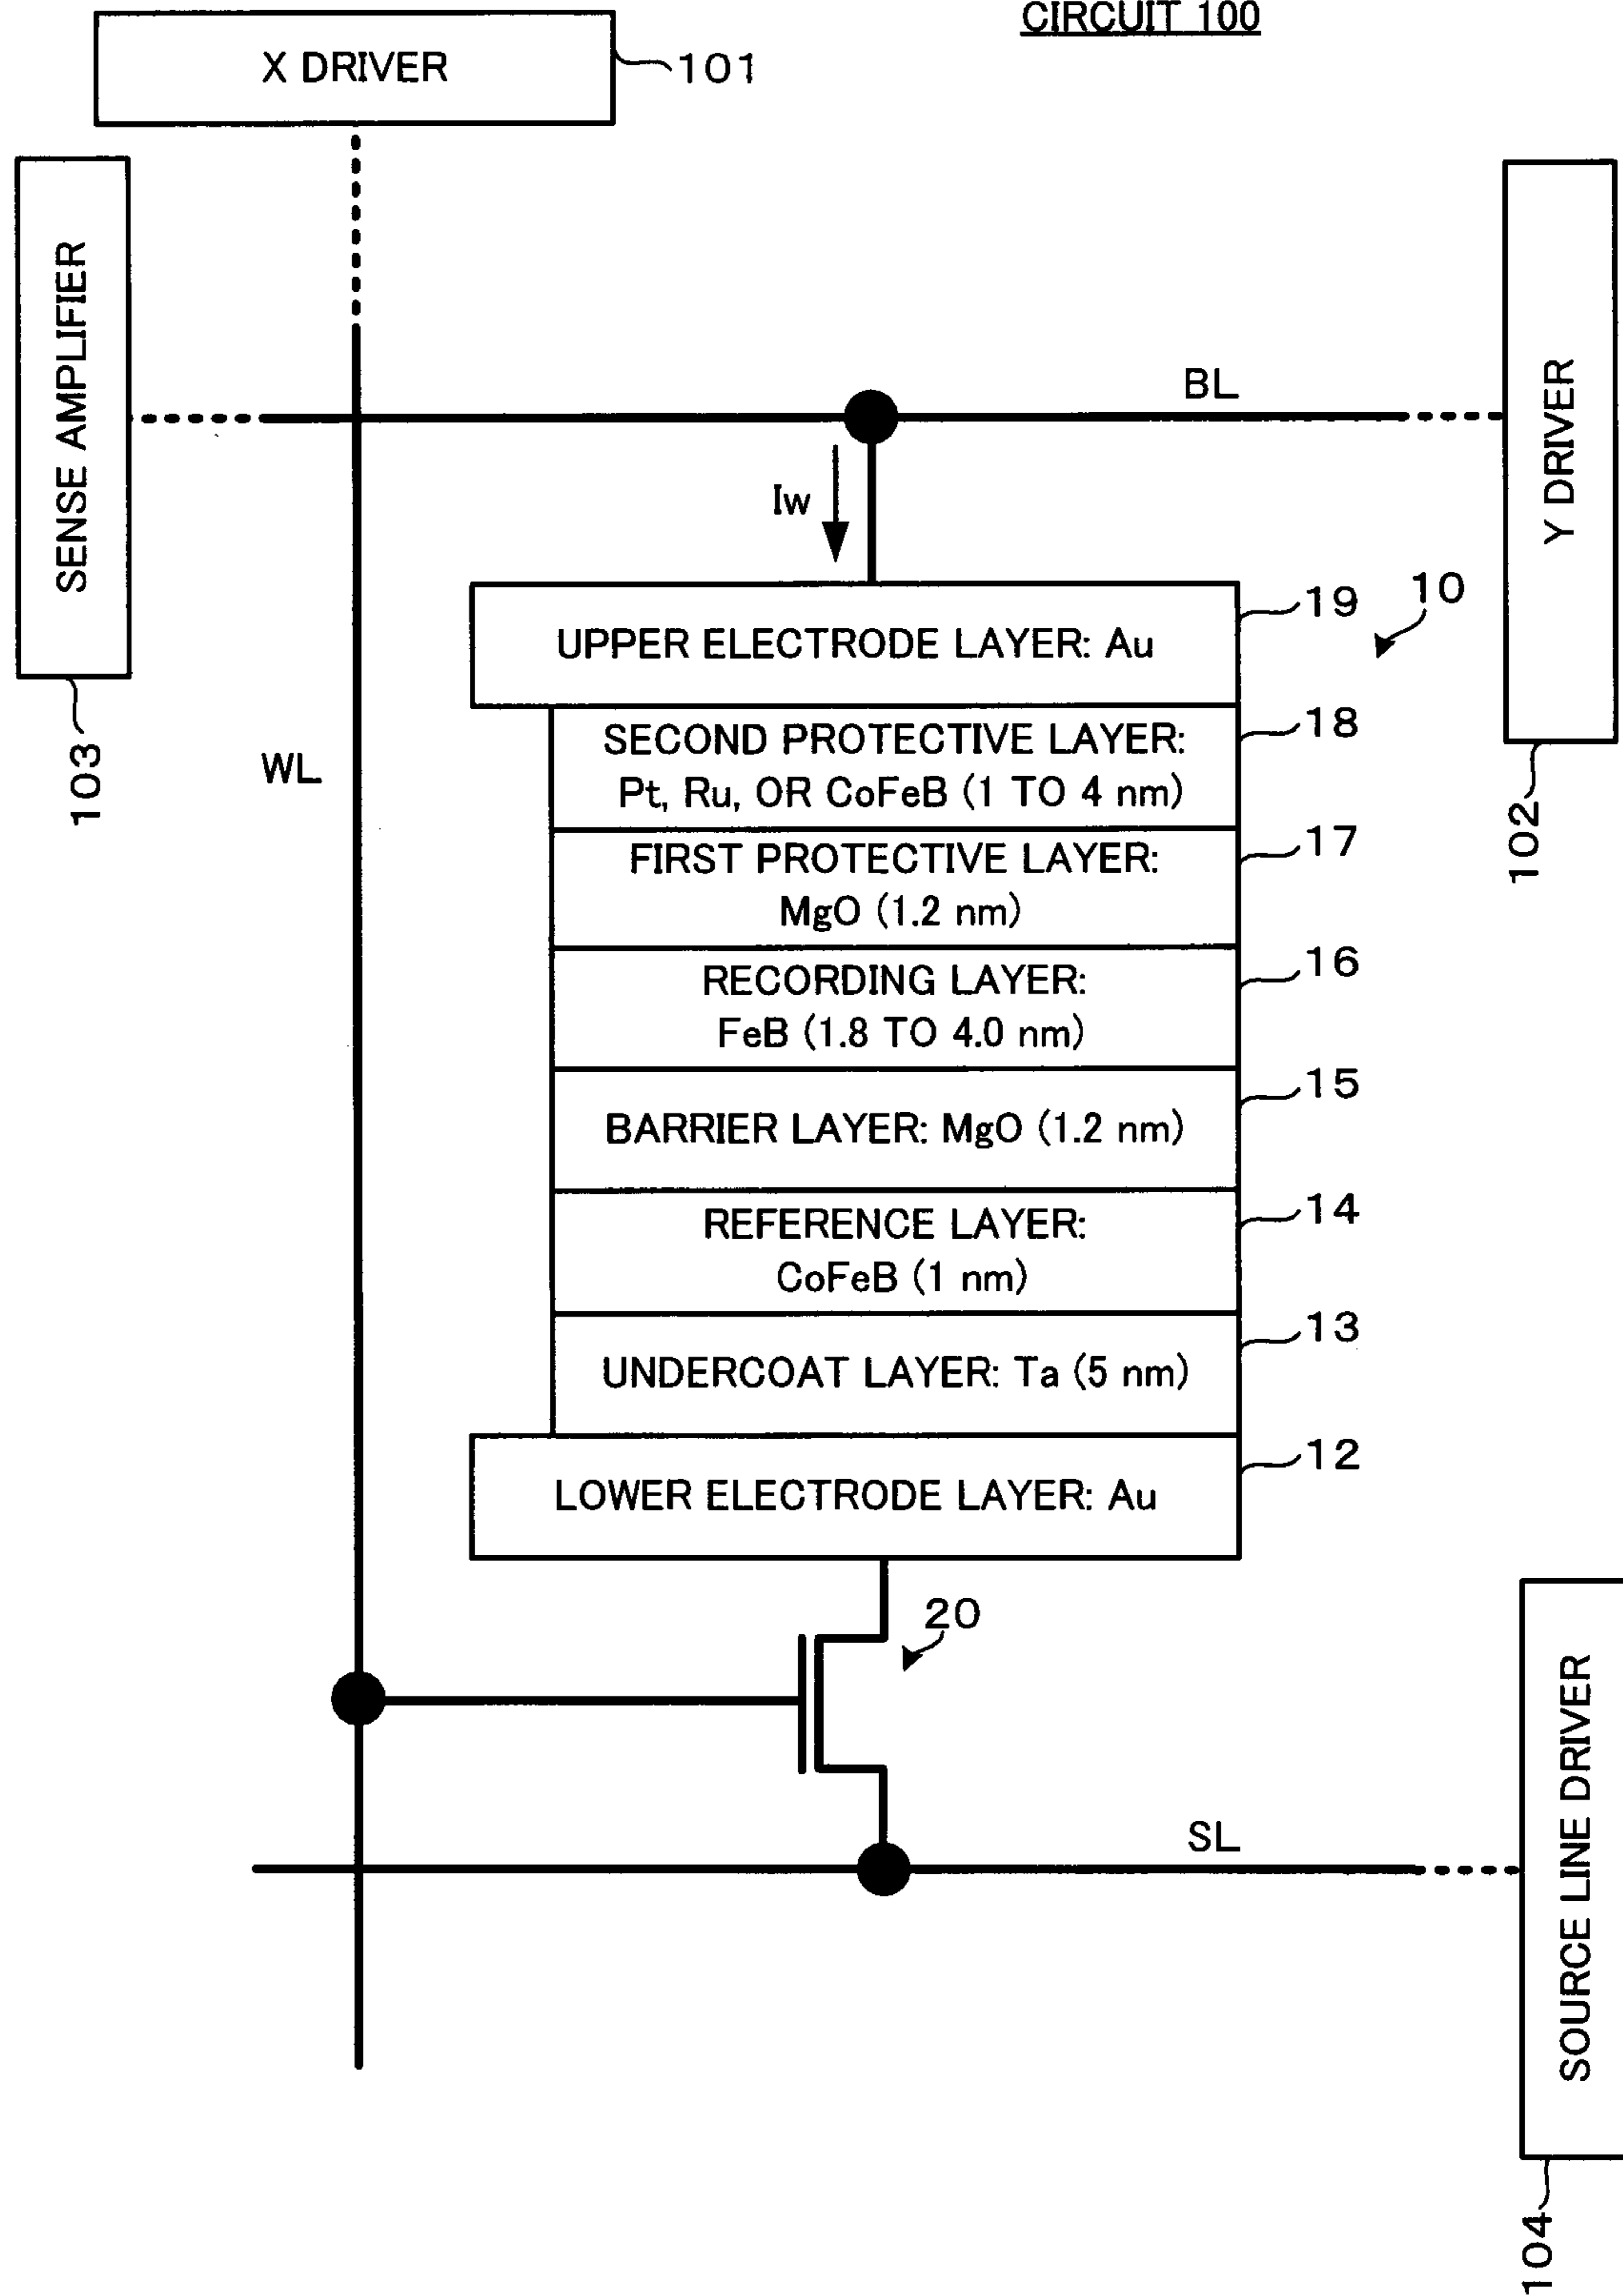 CIRCUIT 100
X DRIVER
101
SENSE AMPLIFIER
103
BL
Y DRIVER
102
Iw
WL
10
UPPER ELECTRODE LAYER: Au
19
SECOND PROTECTIVE LAYER:
Pt, Ru, OR CoFeB (1 TO 4 nm)
18
FIRST PROTECTIVE LAYER:
MgO (1.2 nm)
17
RECORDING LAYER:
FeB (1.8 TO 4.0 nm)
16
BARRIER LAYER: MgO (1.2 nm)
15
REFERENCE LAYER:
CoFeB (1 nm)
14
UNDERCOAT LAYER: Ta (5 nm)
13
LOWER ELECTRODE LAYER: Au
12
20
SL
SOURCE LINE DRIVER
104